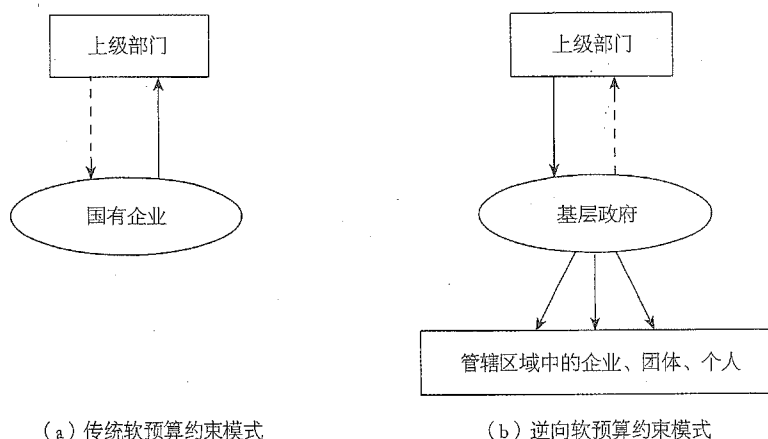 上级部门
国有企业
(a)传统软预算约束模式
上级部门
基层政府
管辖区域中的企业、团体、个人
(b)逆向软预算约束模式